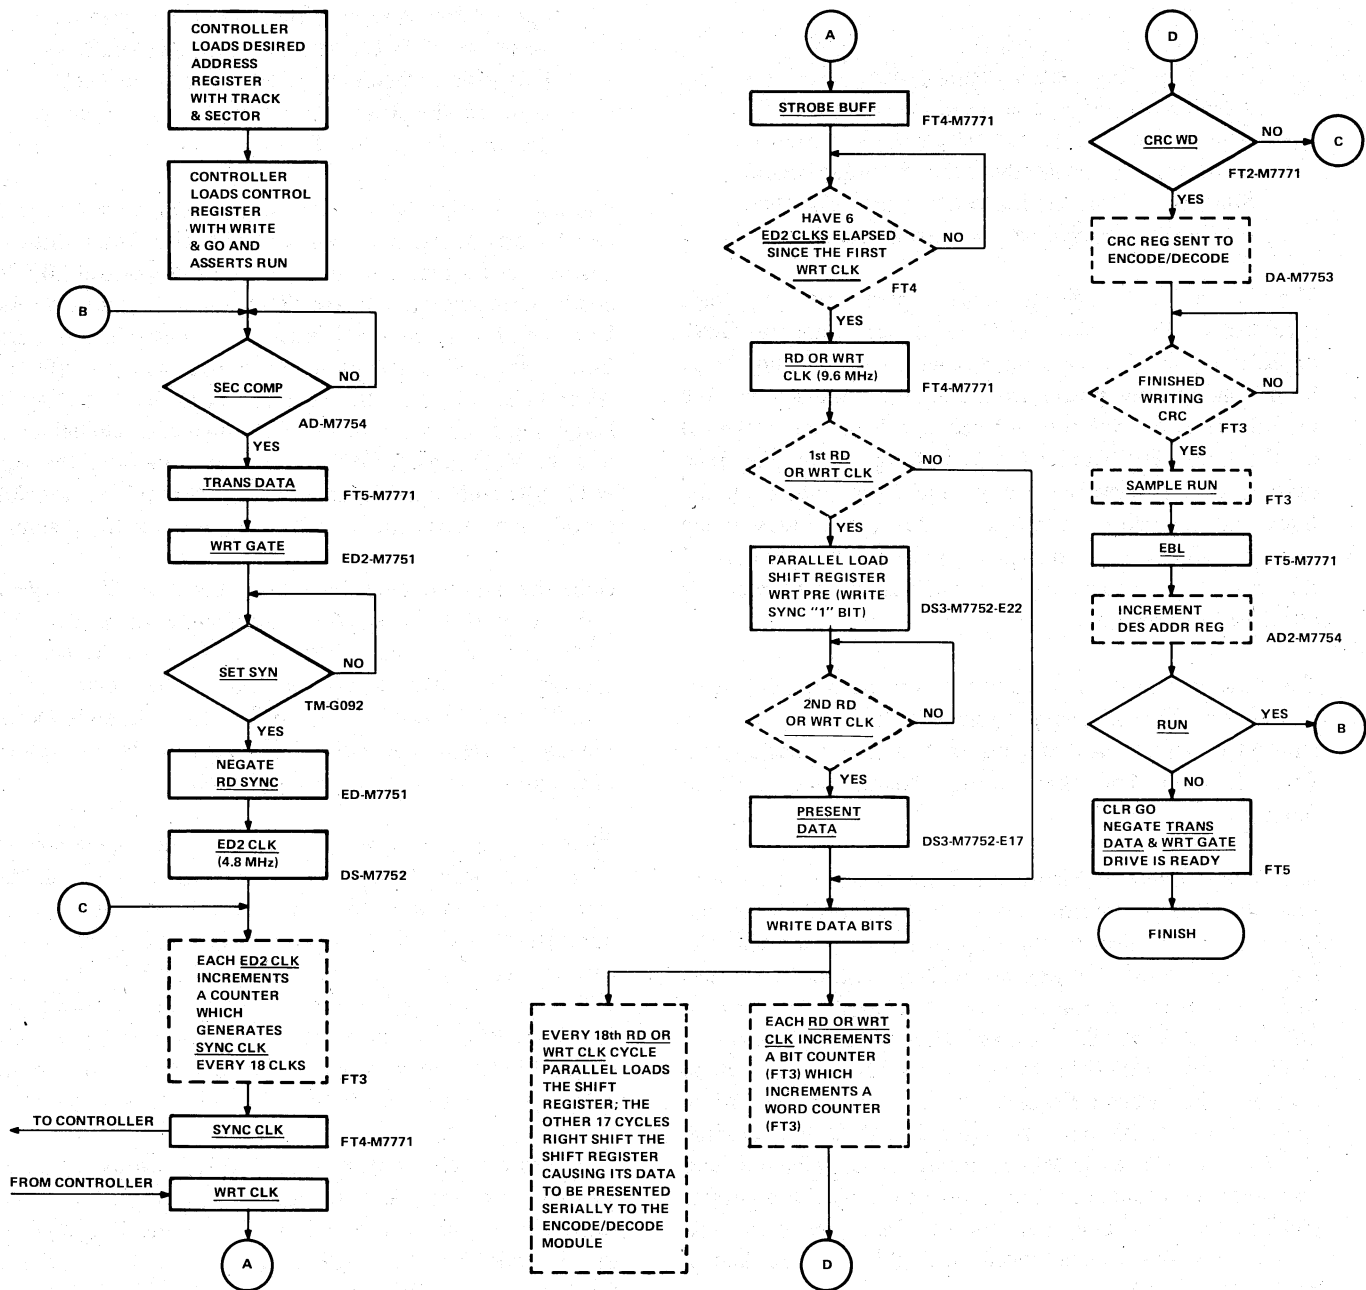 CONTROLLER
LOADS DESIRED
ADDRESS
REGISTER
WITH TRACK
& SECTOR
CONTROLLER
LOADS CONTROL
REGISTER
WITH WRITE
& GO AND
ASSERTS RUN
B
SEC COMP
NO
AD-M7754
YES
TRANS DATA
FT5-M7771
WRT GATE
ED2-M7751
SET SYN
NO
TM-G092
YES
NEGATE
RD SYNC
ED-M7751
ED2 CLK
(4.8 MHz)
DS-M7752
C
EACH ED2 CLK
INCREMENTS
A COUNTER
WHICH
GENERATES
SYNC CLK
EVERY 18 CLKS
FT3
TO CONTROLLER
SYNC CLK
FT4-M7771
FROM CONTROLLER
WRT CLK
A
A
STROBE BUFF
FT4-M7771
HAVE 6
ED2 CLKS ELAPSED
SINCE THE FIRST
WRT CLK
NO
FT4
YES
RD OR WRT
CLK (9.6 MHz)
FT4-M7771
1st RD
OR WRT CLK
NO
YES
PARALLEL LOAD
SHIFT REGISTER
WRT PRE (WRITE
SYNC "1" BIT)
DS3-M7752-E22
2ND RD
OR WRT CLK
NO
YES
PRESENT
DATA
DS3-M7752-E17
WRITE DATA BITS
EVERY 18th RD OR
WRT CLK CYCLE
PARALLEL LOADS
THE SHIFT
REGISTER; THE
OTHER 17 CYCLES
RIGHT SHIFT THE
SHIFT REGISTER
CAUSING ITS DATA
TO BE PRESENTED
SERIALLY TO THE
ENCODE/DECODE
MODULE
EACH RD OR WRT
CLK INCREMENTS
A BIT COUNTER
(FT3) WHICH
INCREMENTS A
WORD COUNTER
(FT3)
D
D
CRC WD
NO
C
FT2-M7771
YES
CRC REG SENT TO
ENCODE/DECODE
DA-M7753
FINISHED
WRITING
CRC
NO
FT3
YES
SAMPLE RUN
FT3
EBL
FT5-M7771
INCREMENT
DES ADDR REG
AD2-M7754
RUN
YES
B
NO
CLR GO
NEGATE TRANS
DATA & WRT GATE
DRIVE IS READY
FT5
FINISH